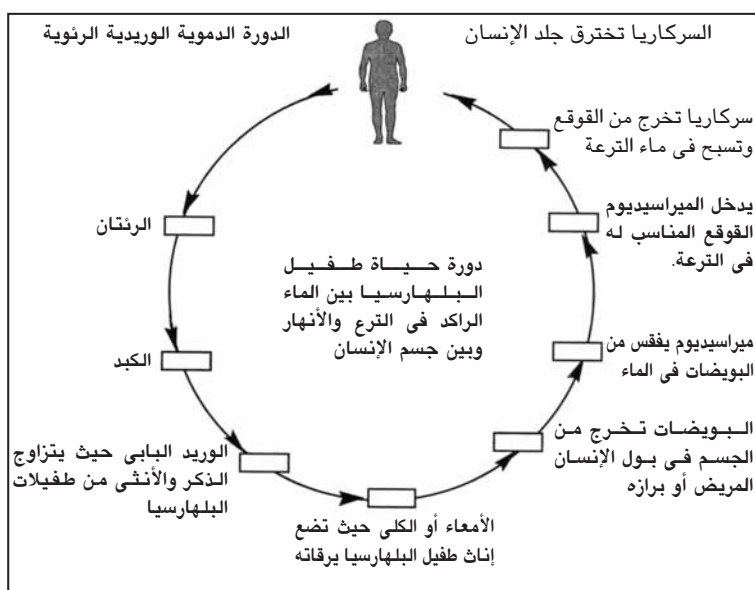 السركاريا تخترق جلد الإنسان
الدورة الدموية الوريدية الرئوية
سركاريا تخرج من القوقع
وتسبح فى ماء الترعة
يدخل الميراسيديوم
القوقع المناسب له
فى الترعة.
ميراسيديوم يفقس من
البويضات فى الماء
البويضات تخرج من
الجسم فى بول الإنسان
المريض أو برازه
الأمعاء أو الكلى حيث تضع
إناث طفيل البلهارسيا يرقاته
الوريد البابى حيث يتزاوج
الذكر والأنثى من طفيلات
البلهارسيا
الكبد
الرئتان
دورة حياة طفيل
البلهارسيا بين الماء
الراكد فى الترع والأنهار
وبين جسم الإنسان